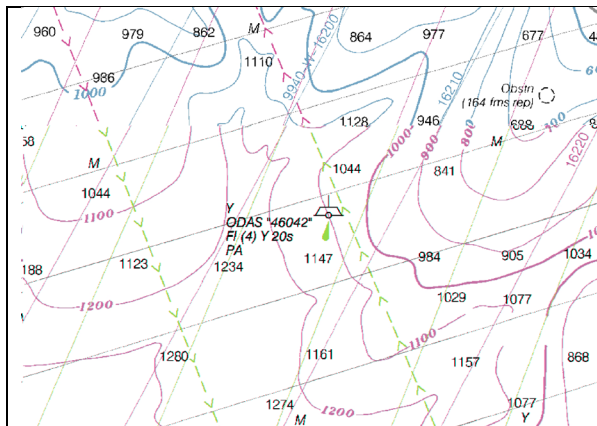 960 979 862 M 864 977 677
1110
986 9940-W-16200 16210
1000 Obstn
(164 fms rep)
1128 946 688
1000 900 800 M 16220
M 1044 841
1044
1100 Y
ODAS "46042"
Fl (4) Y 20s
PA
188 1123 1234 1147 984 905 1034
1029 1077
1200
1100
1280 1161 1157 868
1274 1200 1077
M Y